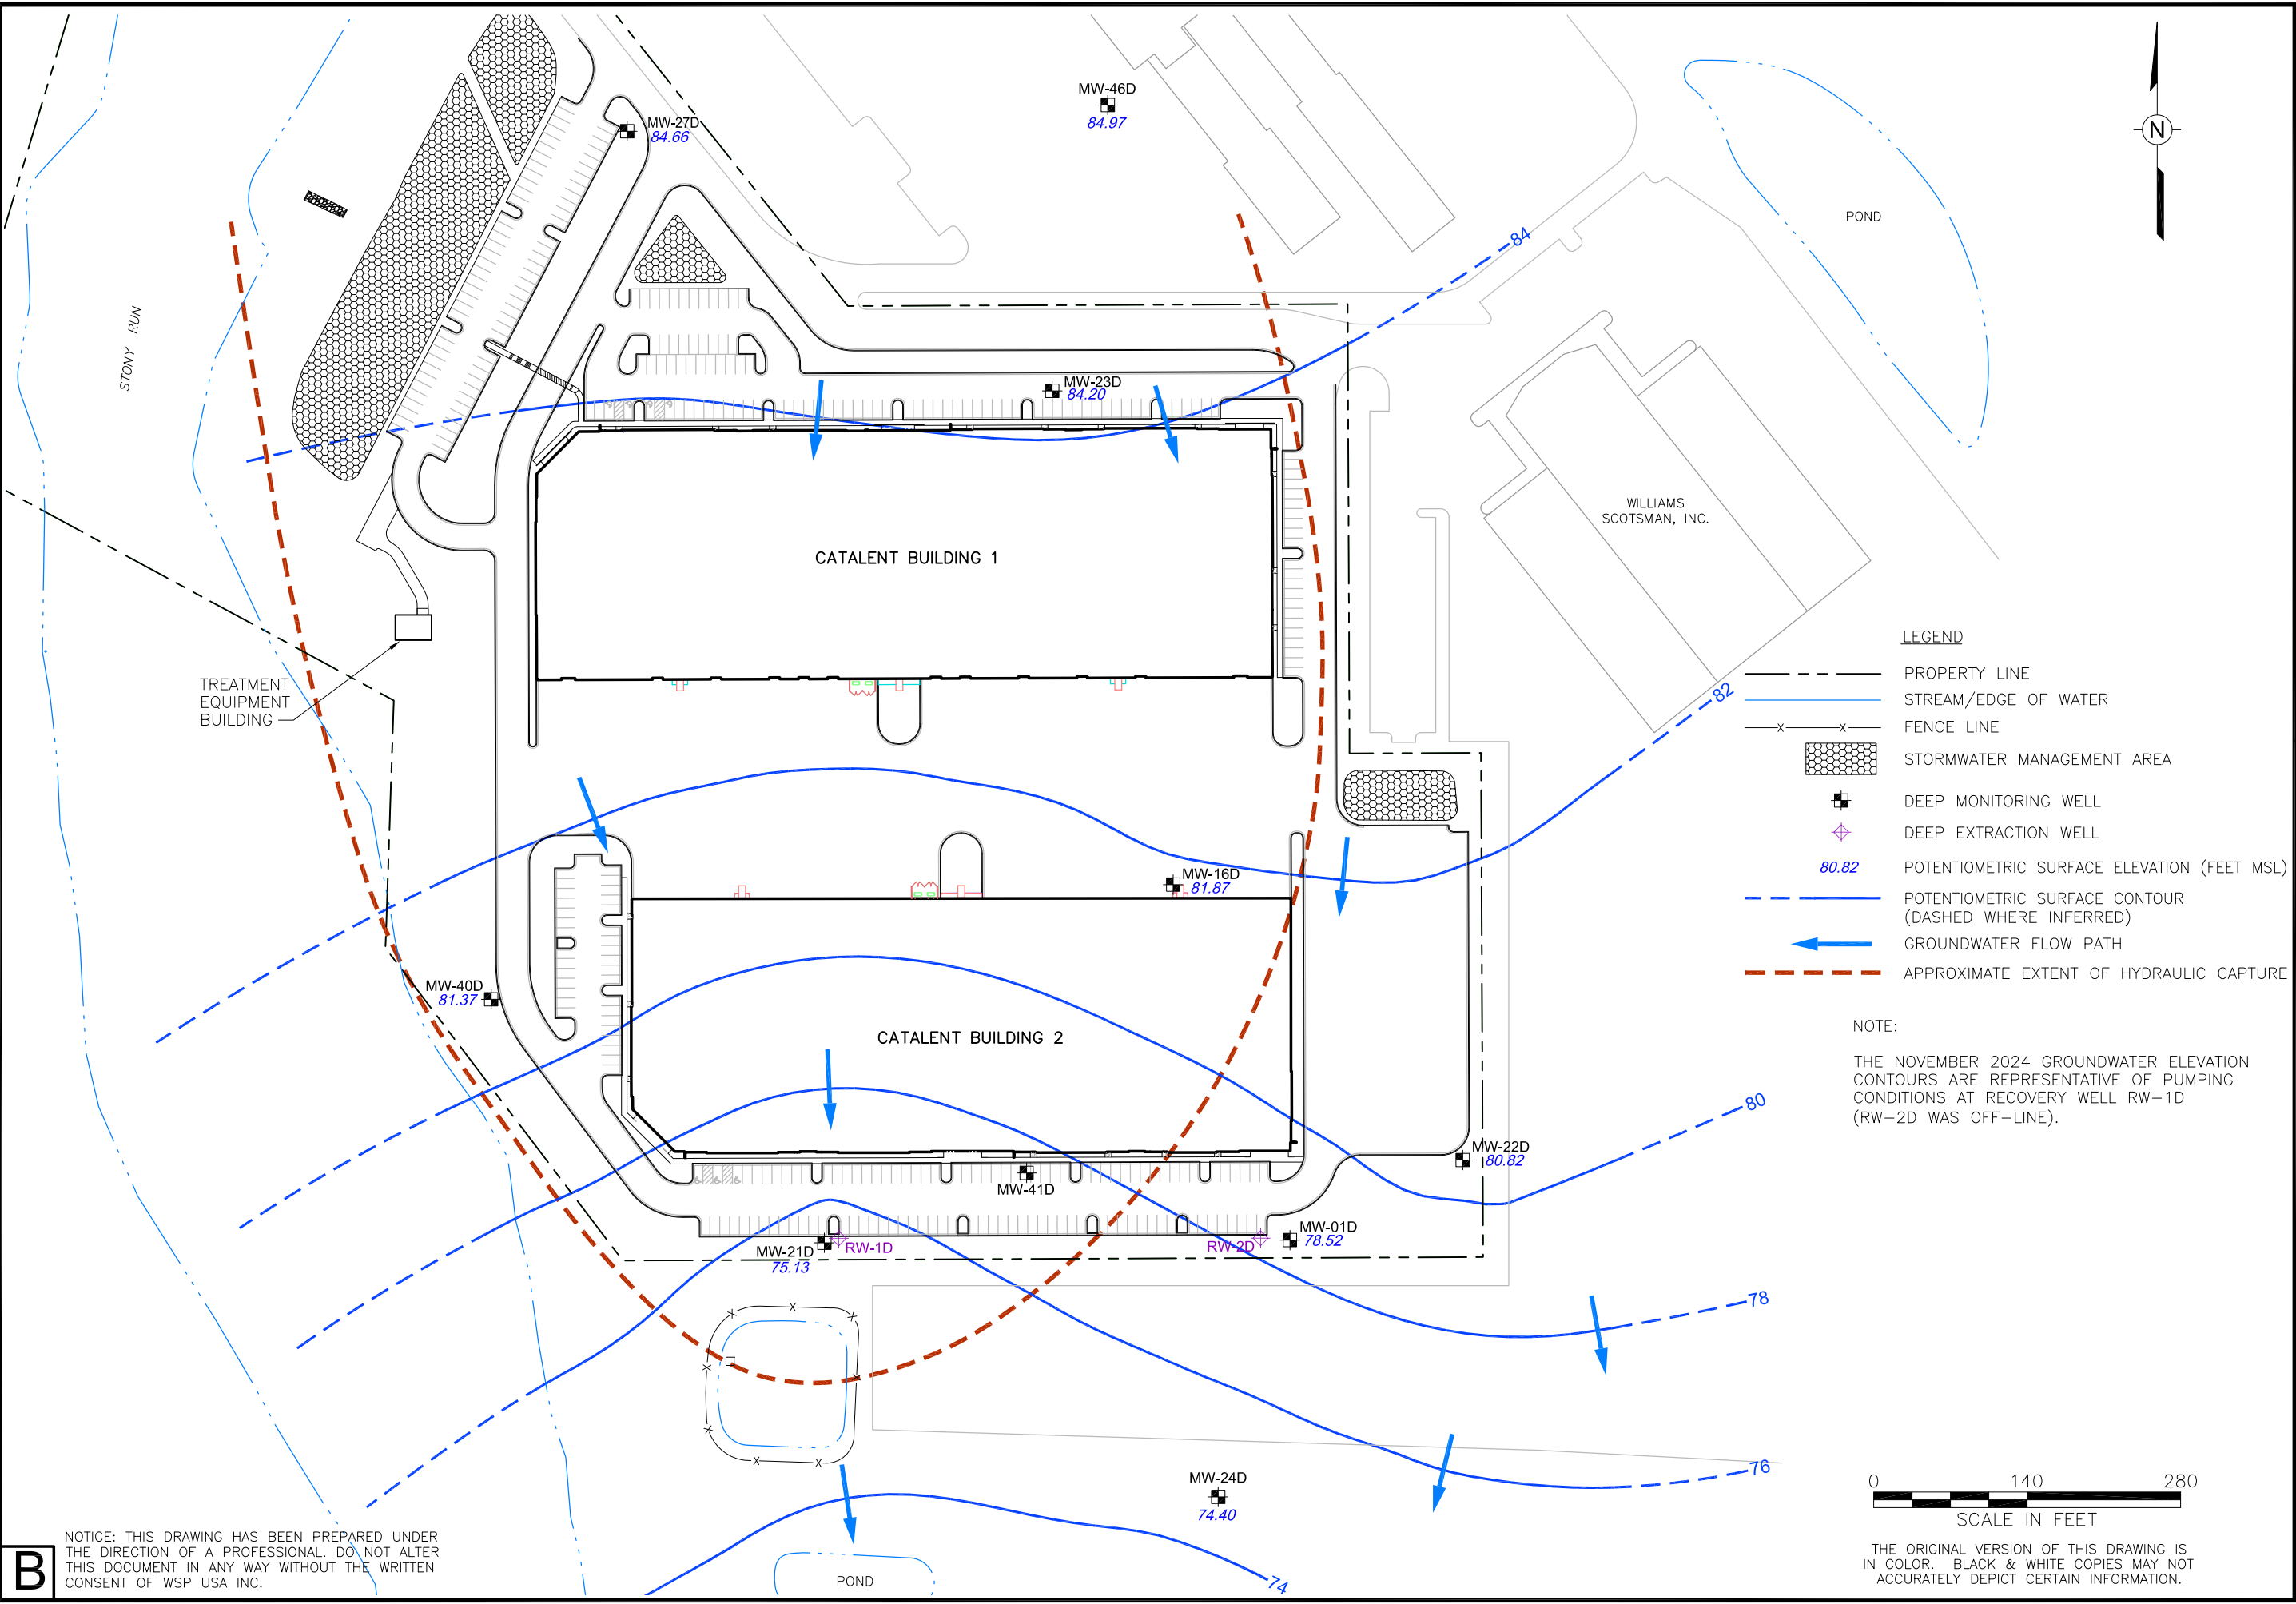 MW-46D
84.97
MW-27D
84.66
N
POND
84
STONY RUN
MW-23D
84.20
WILLIAMS
SCOTSMAN, INC.
CATALENT BUILDING 1
TREATMENT
EQUIPMENT
BUILDING
82
LEGEND
PROPERTY LINE
STREAM/EDGE OF WATER
X X FENCE LINE
STORMWATER MANAGEMENT AREA
DEEP MONITORING WELL
DEEP EXTRACTION WELL
80.82 POTENTIOMETRIC SURFACE ELEVATION (FEET MSL)
POTENTIOMETRIC SURFACE CONTOUR
(DASHED WHERE INFERRED)
GROUNDWATER FLOW PATH
APPROXIMATE EXTENT OF HYDRAULIC CAPTURE
MW-16D
81.87
MW-40D
81.37
CATALENT BUILDING 2
NOTE:
THE NOVEMBER 2024 GROUNDWATER ELEVATION
CONTOURS ARE REPRESENTATIVE OF PUMPING
CONDITIONS AT RECOVERY WELL RW-1D
(RW-2D WAS OFF-LINE).
80
MW-22D
80.82
MW-41D
MW-01D
78.52
RW-2D
MW-21D
RW-1D
75.13
78
76
X X X
X X
X X X
MW-24D
74.40
74
POND
0 140 280
SCALE IN FEET
THE ORIGINAL VERSION OF THIS DRAWING IS
IN COLOR. BLACK & WHITE COPIES MAY NOT
ACCURATELY DEPICT CERTAIN INFORMATION.
B
NOTICE: THIS DRAWING HAS BEEN PREPARED UNDER
THE DIRECTION OF A PROFESSIONAL. DO NOT ALTER
THIS DOCUMENT IN ANY WAY WITHOUT THE WRITTEN
CONSENT OF WSP USA INC.